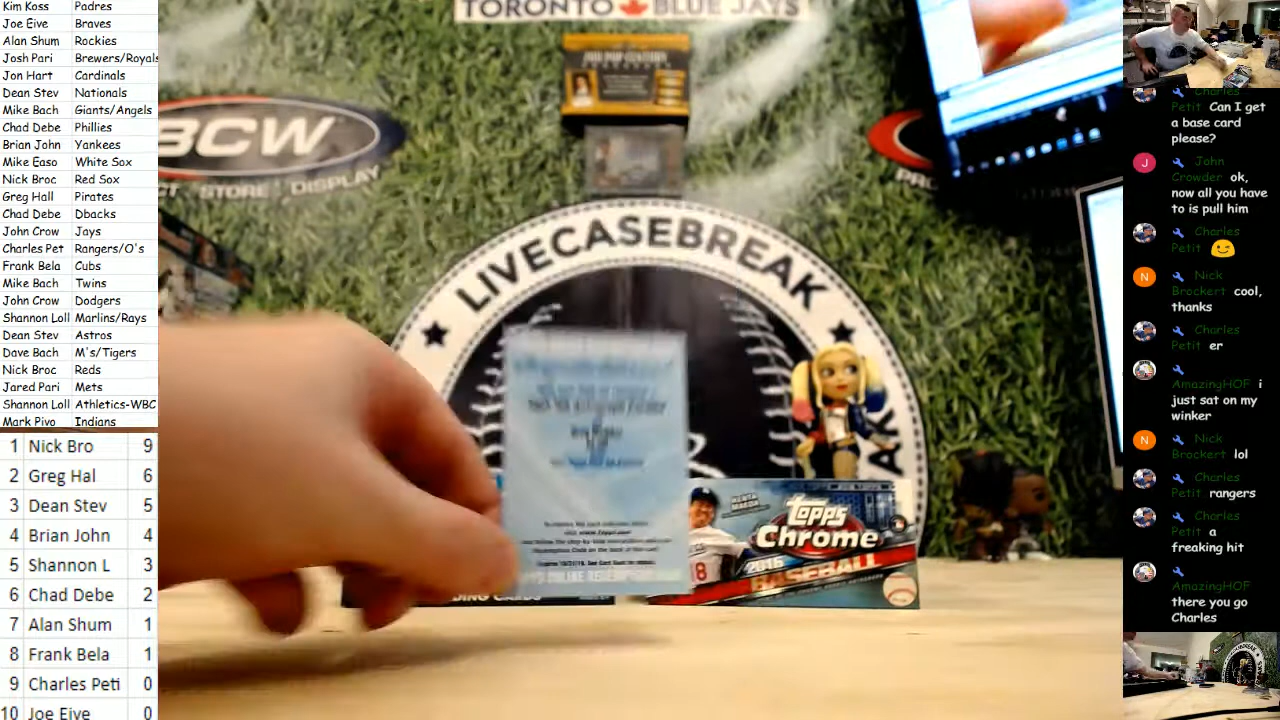 Kim Koss Padres
Joe Eive Braves
Alan Shum Rockies
Josh Pari Brewers/Royals
Jon Hart Cardinals
Dean Stev Nationals
Mike Bach Giants/Angels
Chad Debe Phillies
Brian John Yankees
Mike Easo White Sox
Nick Broc Red Sox
Greg Hall Pirates
Chad Debe Dbacks
John Crow Jays
Charles Pet Rangers/O's
Frank Bela Cubs
Mike Bach Twins
John Crow Dodgers
Shannon Loll Marlins/Rays
Dean Stev Astros
Dave Bach M's/Tigers
Nick Broc Reds
Jared Pari Mets
Shannon Loll Athletics-WBC
Mark Pivo Indians
1 Nick Bro 9
2 Greg Hal 6
3 Dean Stev 5
4 Brian John 4
5 Shannon L 3
6 Chad Debe 2
7 Alan Shum 1
8 Frank Bela 1
9 Charles Peti 0
10 Joe Eive 0
TORONTO BLUE JAYS
BCW
STORE DISPLAY
LIVECASEBREAK
AK
KENTA MAEDA
Topps
Chrome
2016
BASEBALL
18
Charles
Petit Can I get
a base card
please?
J
John
Crowder ok,
now all you have
to is pull him
Charles
Petit 😉
N
Nick
Brockert cool,
thanks
Charles
Petit er
AmazingHOF i
just sat on my
winker
N
Nick
Brockert lol
Charles
Petit rangers
Charles
Petit a
freaking hit
AmazingHOF
there you go
Charles